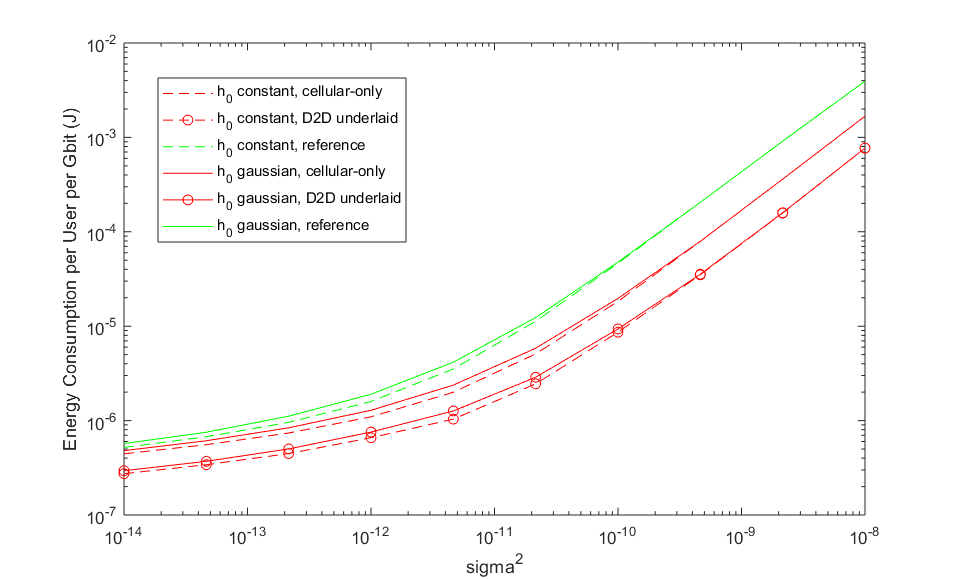 10^-2
h_0 constant, cellular-only
h_0 constant, D2D underlaid
h_0 constant, reference
h_0 gaussian, cellular-only
h_0 gaussian, D2D underlaid
h_0 gaussian, reference
10^-3
10^-4
10^-5
10^-6
10^-7
Energy Consumption per User per Gbit (J)
10^-14 10^-13 10^-12 10^-11 10^-10 10^-9 10^-8
sigma^2